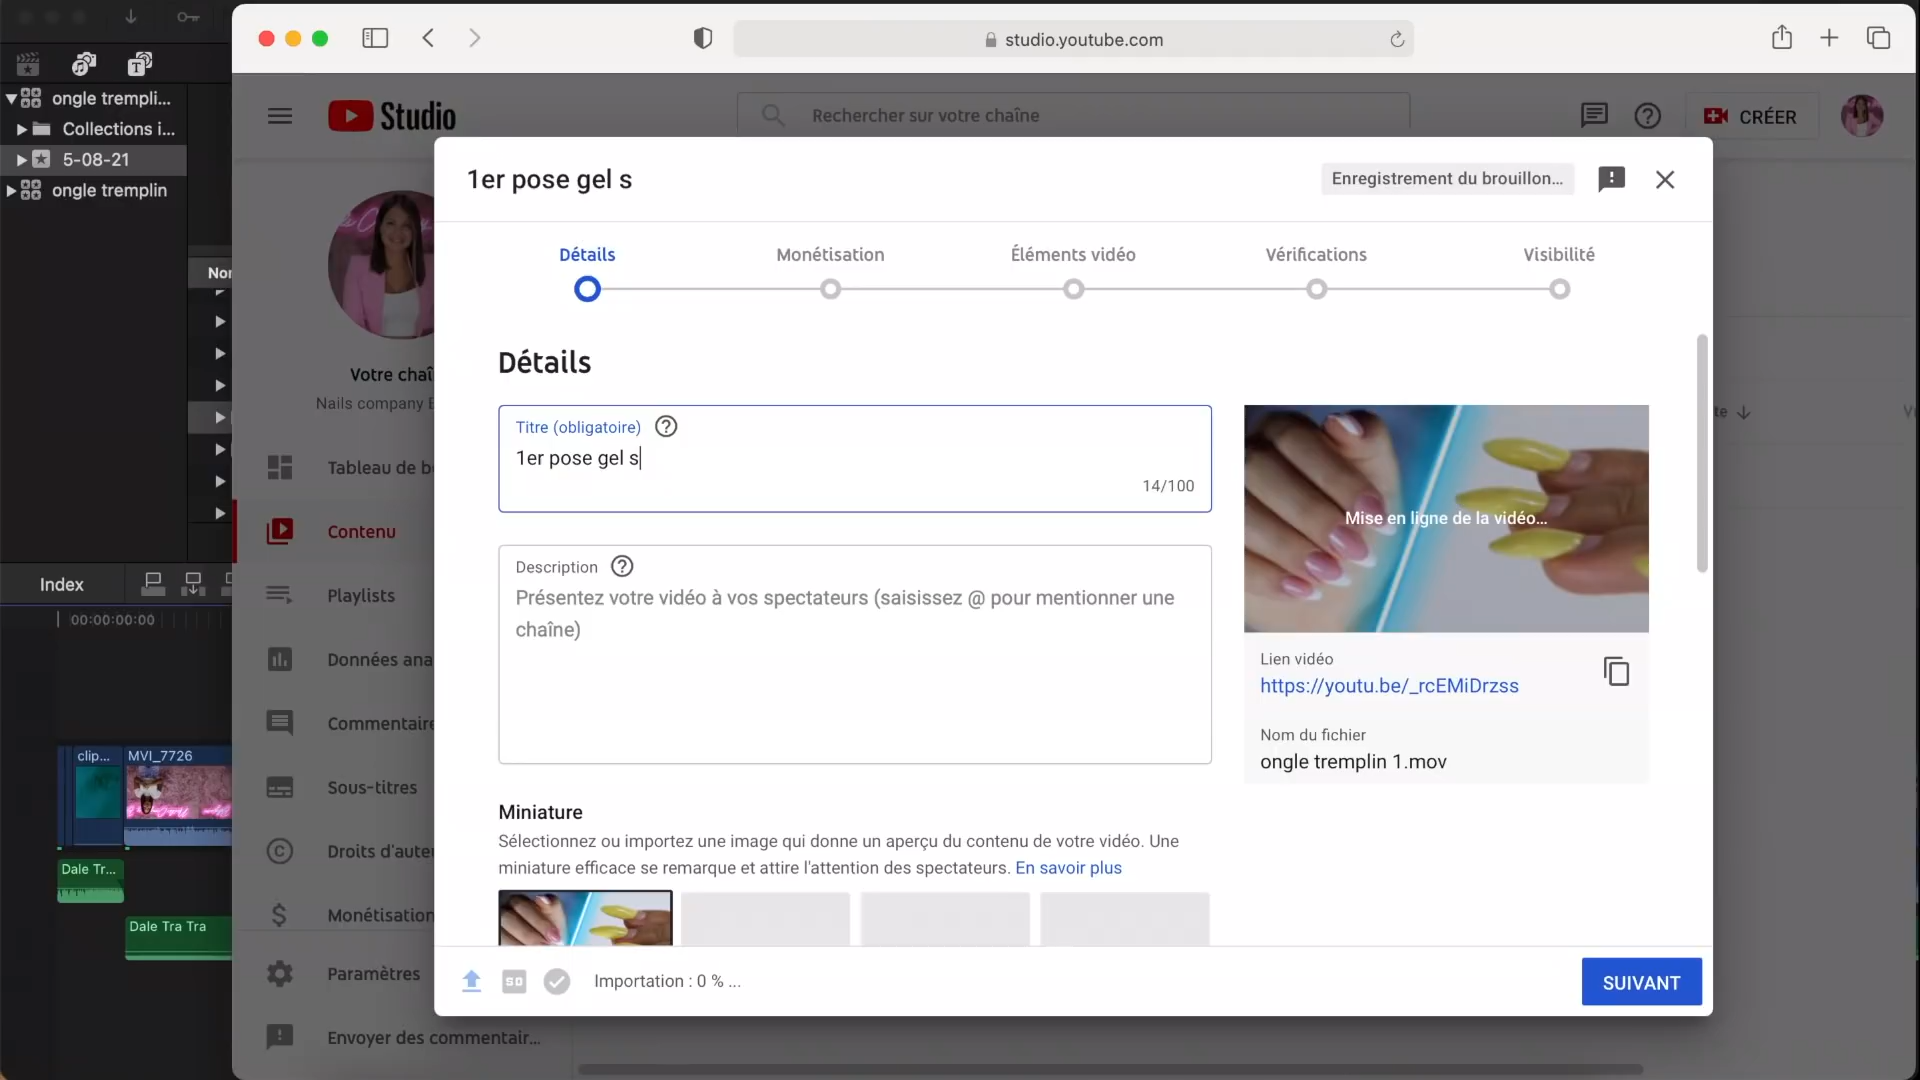 studio.youtube.com
ongle trempli...
Collections i...
5-08-21
ongle tremplin
Studio
Rechercher sur votre chaîne
CRÉER
1er pose gel s
Enregistrement du brouillon...
Détails
Monétisation
Éléments vidéo
Vérifications
Visibilité
Détails
Titre (obligatoire)
1er pose gel s
14/100
Description
Présentez votre vidéo à vos spectateurs (saisissez @ pour mentionner une
chaîne)
Mise en ligne de la vidéo...
Lien vidéo
https://youtu.be/_rcEMiDrzss
Nom du fichier
ongle tremplin 1.mov
Miniature
Sélectionnez ou importez une image qui donne un aperçu du contenu de votre vidéo. Une
miniature efficace se remarque et attire l'attention des spectateurs. En savoir plus
Importation : 0 % ...
SUIVANT
Votre chaî
Nails company
Tableau de b
Contenu
Playlists
Données ana
Commentaire
Sous-titres
Droits d'auteu
Monétisation
Paramètres
Envoyer des commentair...
Index
00:00:00:00
clip...
MVI_7726
Dale Tr...
Dale Tra Tra